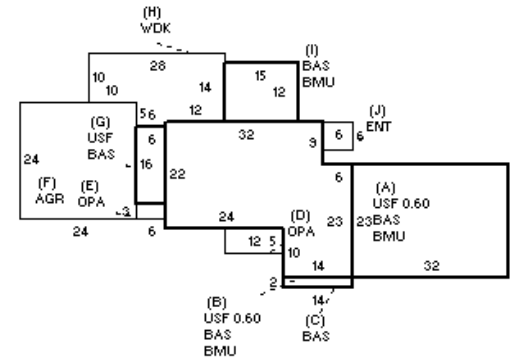 (H)
WDK
28
10
10
14
12
5 6
(I)
BAS
BMU
15
12
(J)
ENT
6
6
9
32
(G)
USF
BAS
6
16
22
24
(F)
AGR
(E)
OPA
3
24
6
24
(D)
OPA
12
5
10
6
23
(A)
USF 0.60
23 BAS
BMU
14
32
2
14
(B)
USF 0.60
BAS
BMU
(C)
BAS